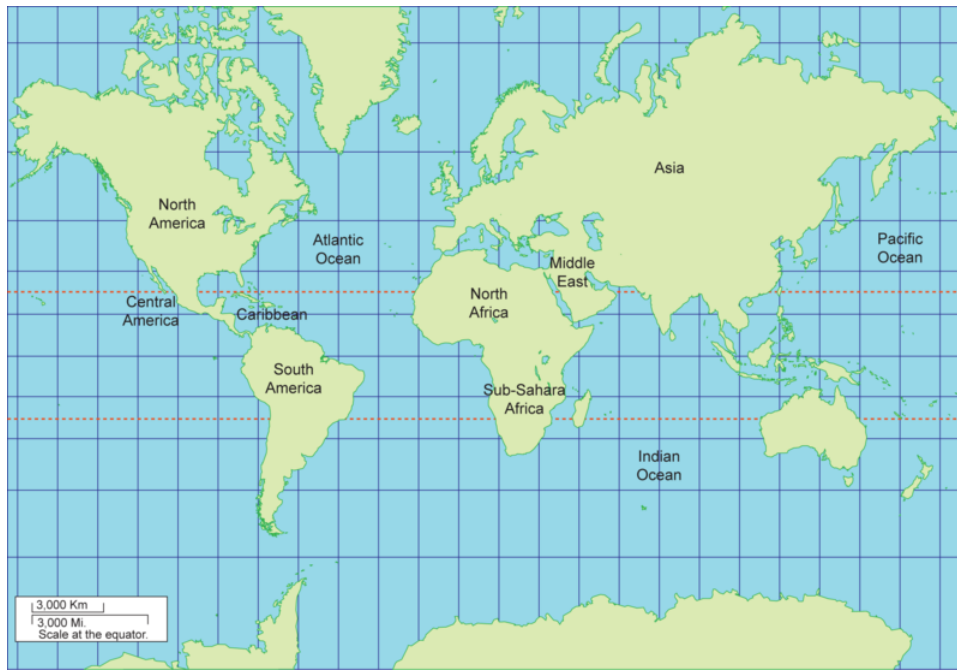 Asia
North
America
Atlantic
Ocean
Pacific
Ocean
Middle
East
Central
America
Caribbean
North
Africa
South
America
Sub-Sahara
Africa
Indian
Ocean
3,000 Km
3,000 Mi.
Scale at the equator.